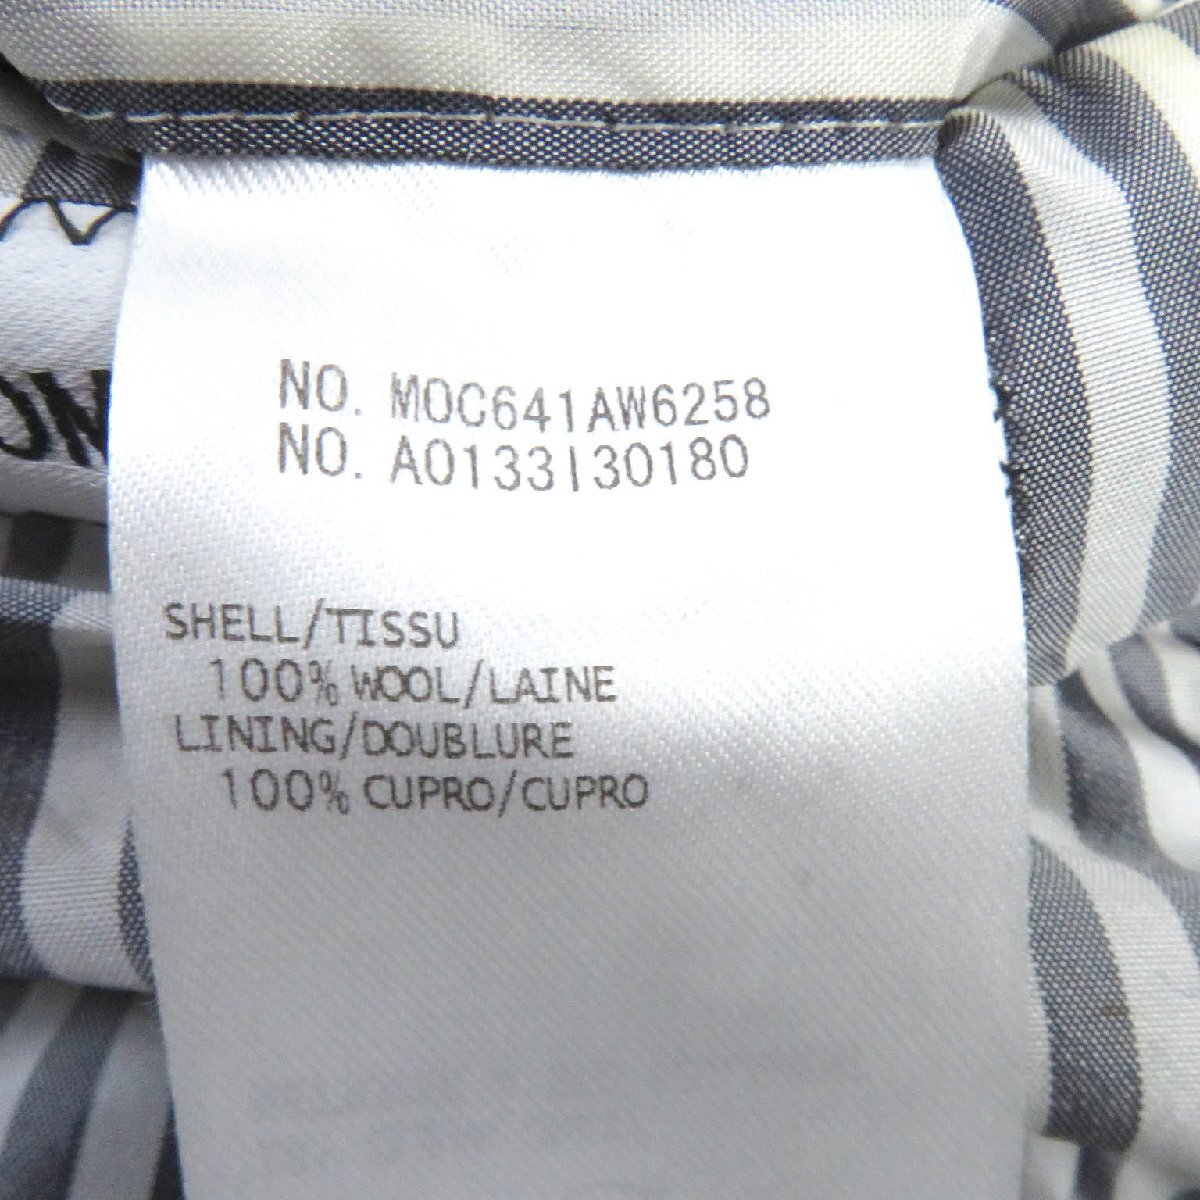 NO. MOC641AW6258
NO. A0133I30180
SHELL/TISSU
100% WOOL/LAINE
LINING/DOUBLURE
100% CUPRO/CUPRO